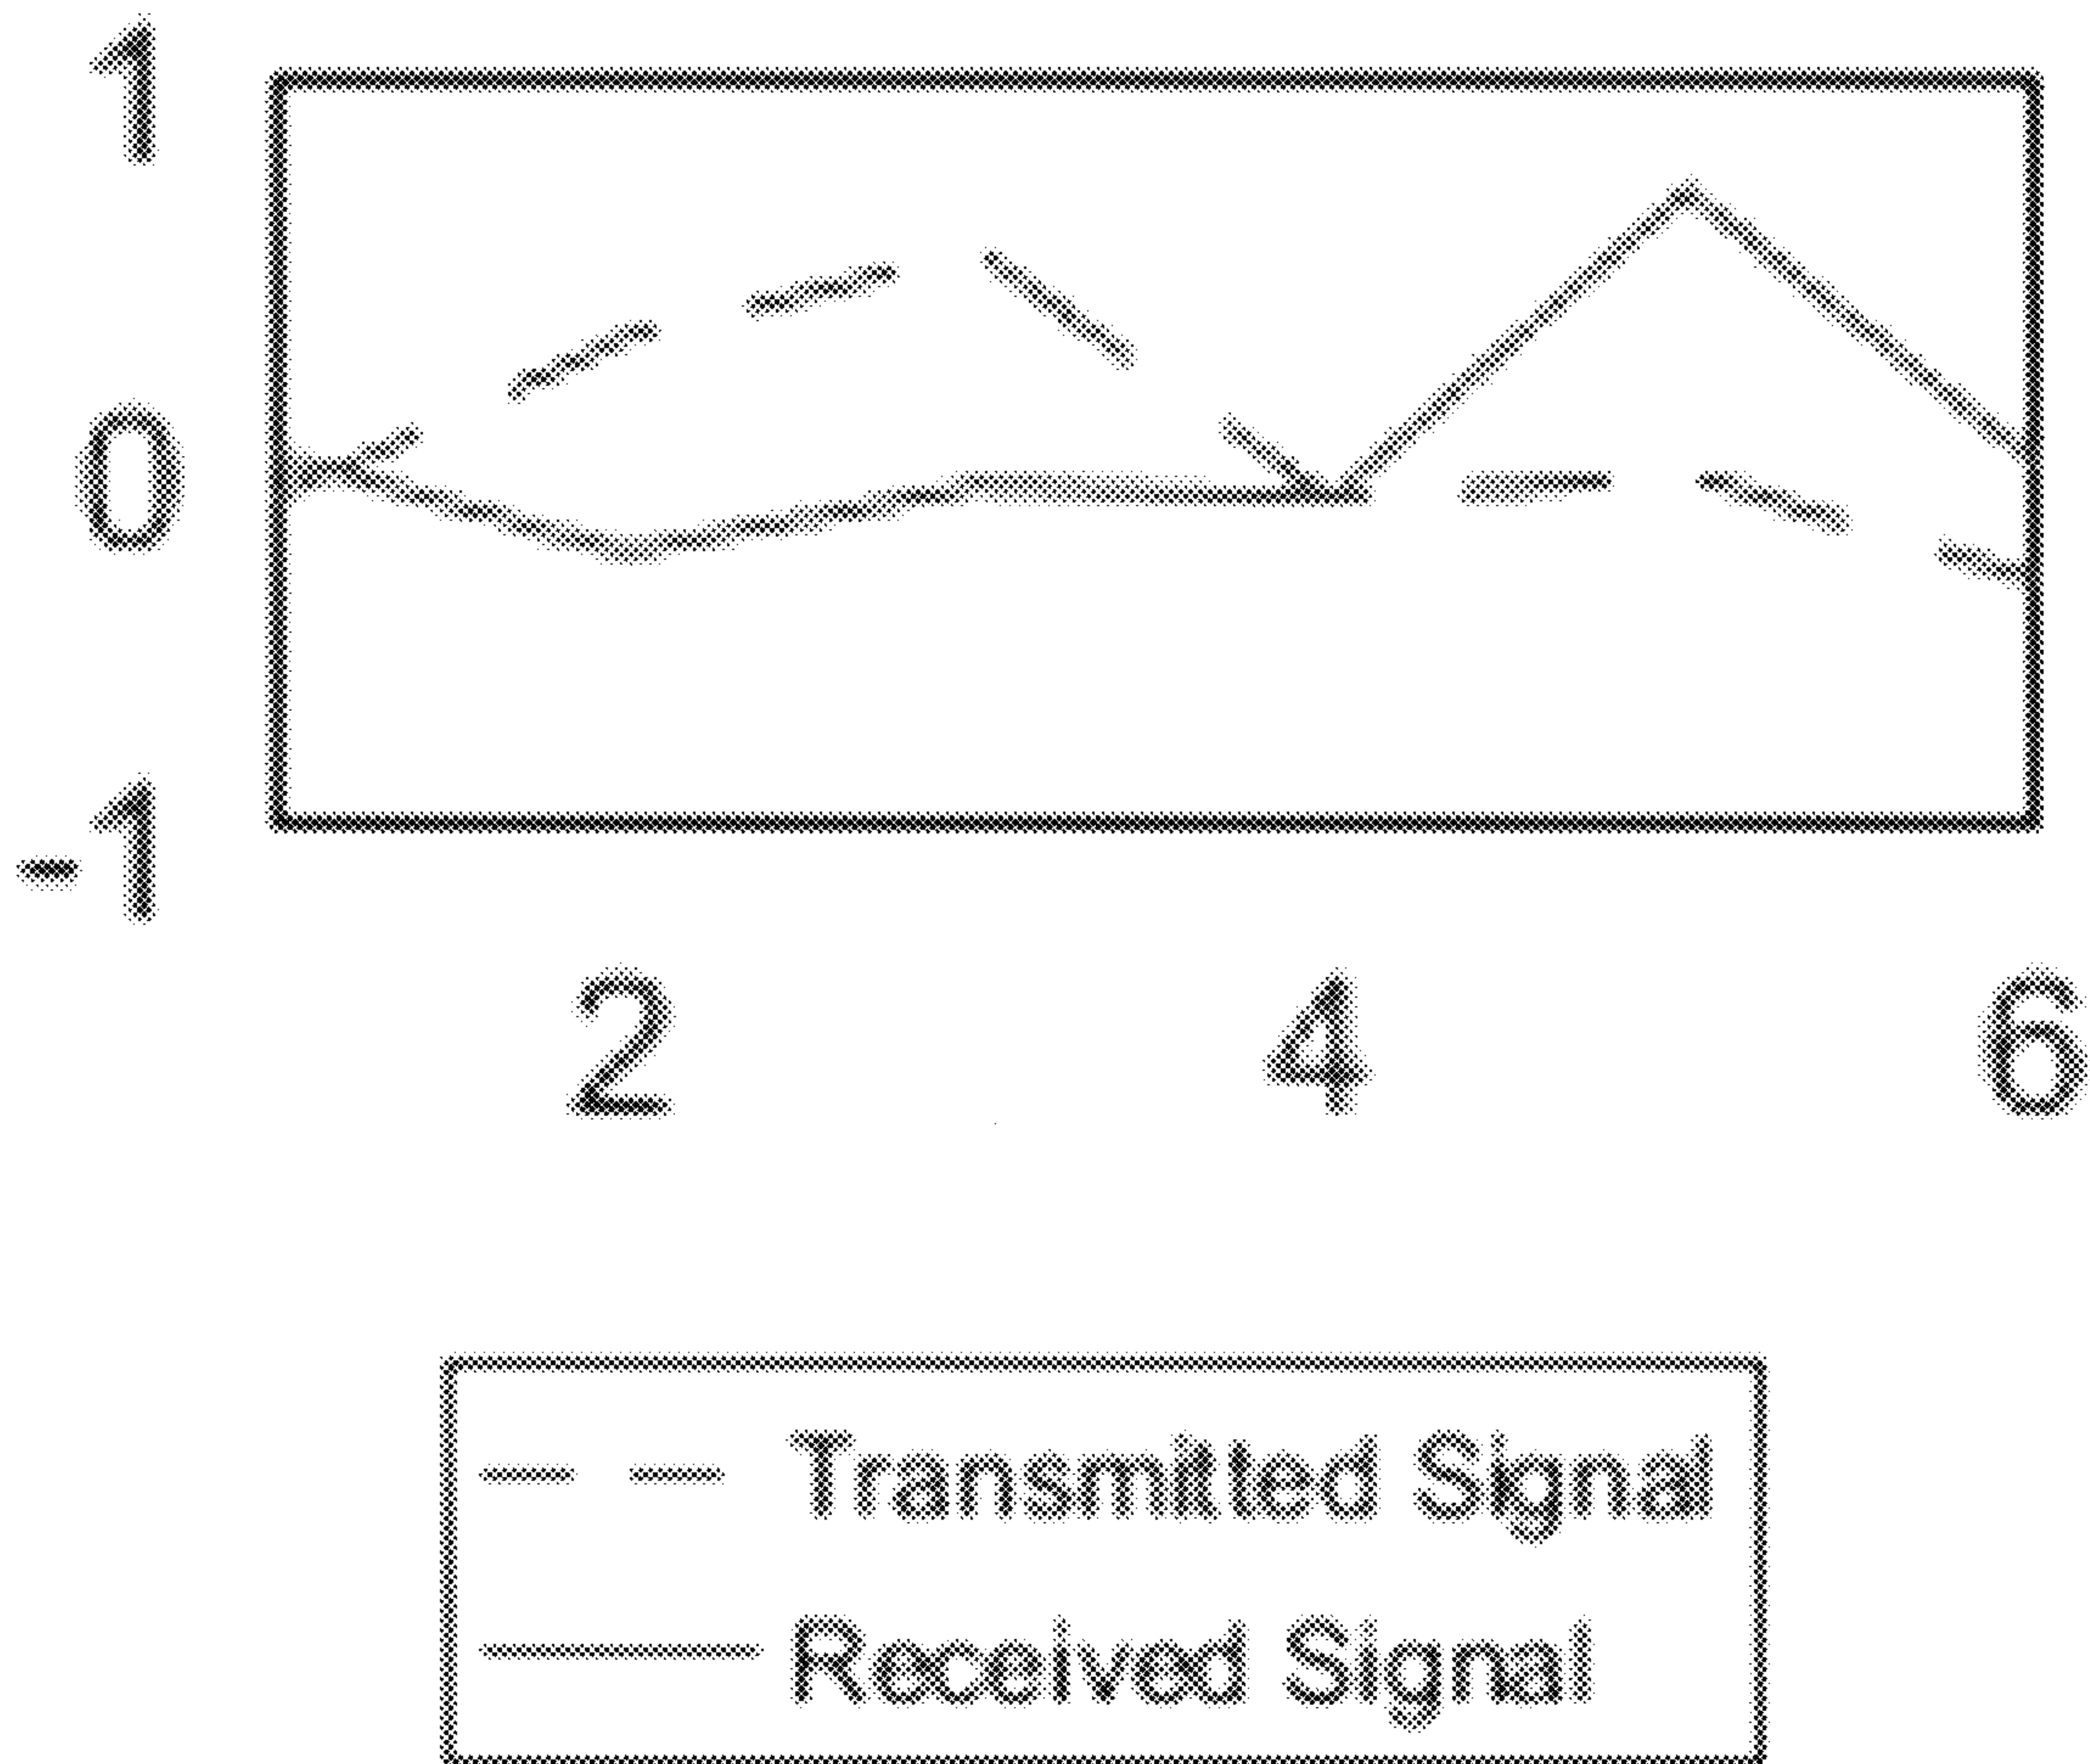 1
0
-1
2 4 6
Transmitted Signal
Received Signal